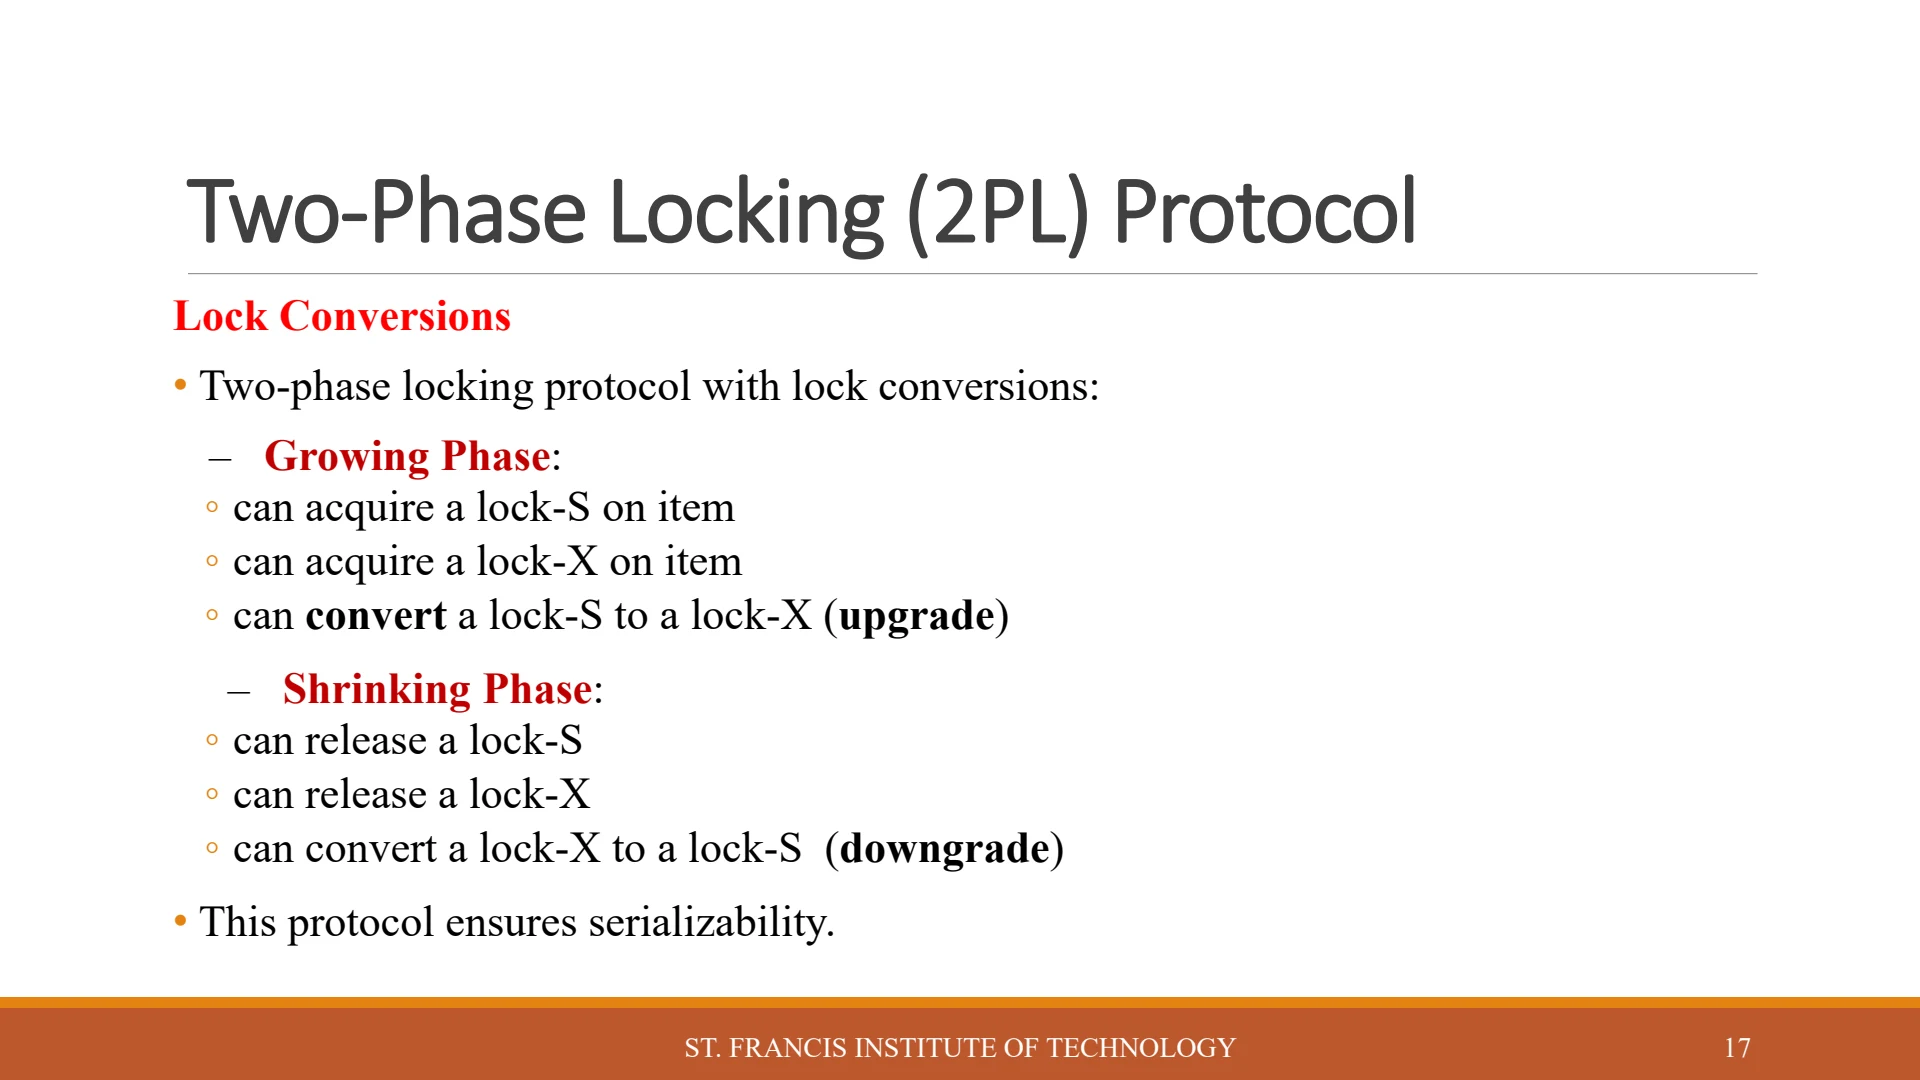 Two-Phase Locking (2PL) Protocol
Lock Conversions
• Two-phase locking protocol with lock conversions:
– Growing Phase:
◦ can acquire a lock-S on item
◦ can acquire a lock-X on item
◦ can convert a lock-S to a lock-X (upgrade)
– Shrinking Phase:
◦ can release a lock-S
◦ can release a lock-X
◦ can convert a lock-X to a lock-S (downgrade)
• This protocol ensures serializability.
ST. FRANCIS INSTITUTE OF TECHNOLOGY 17